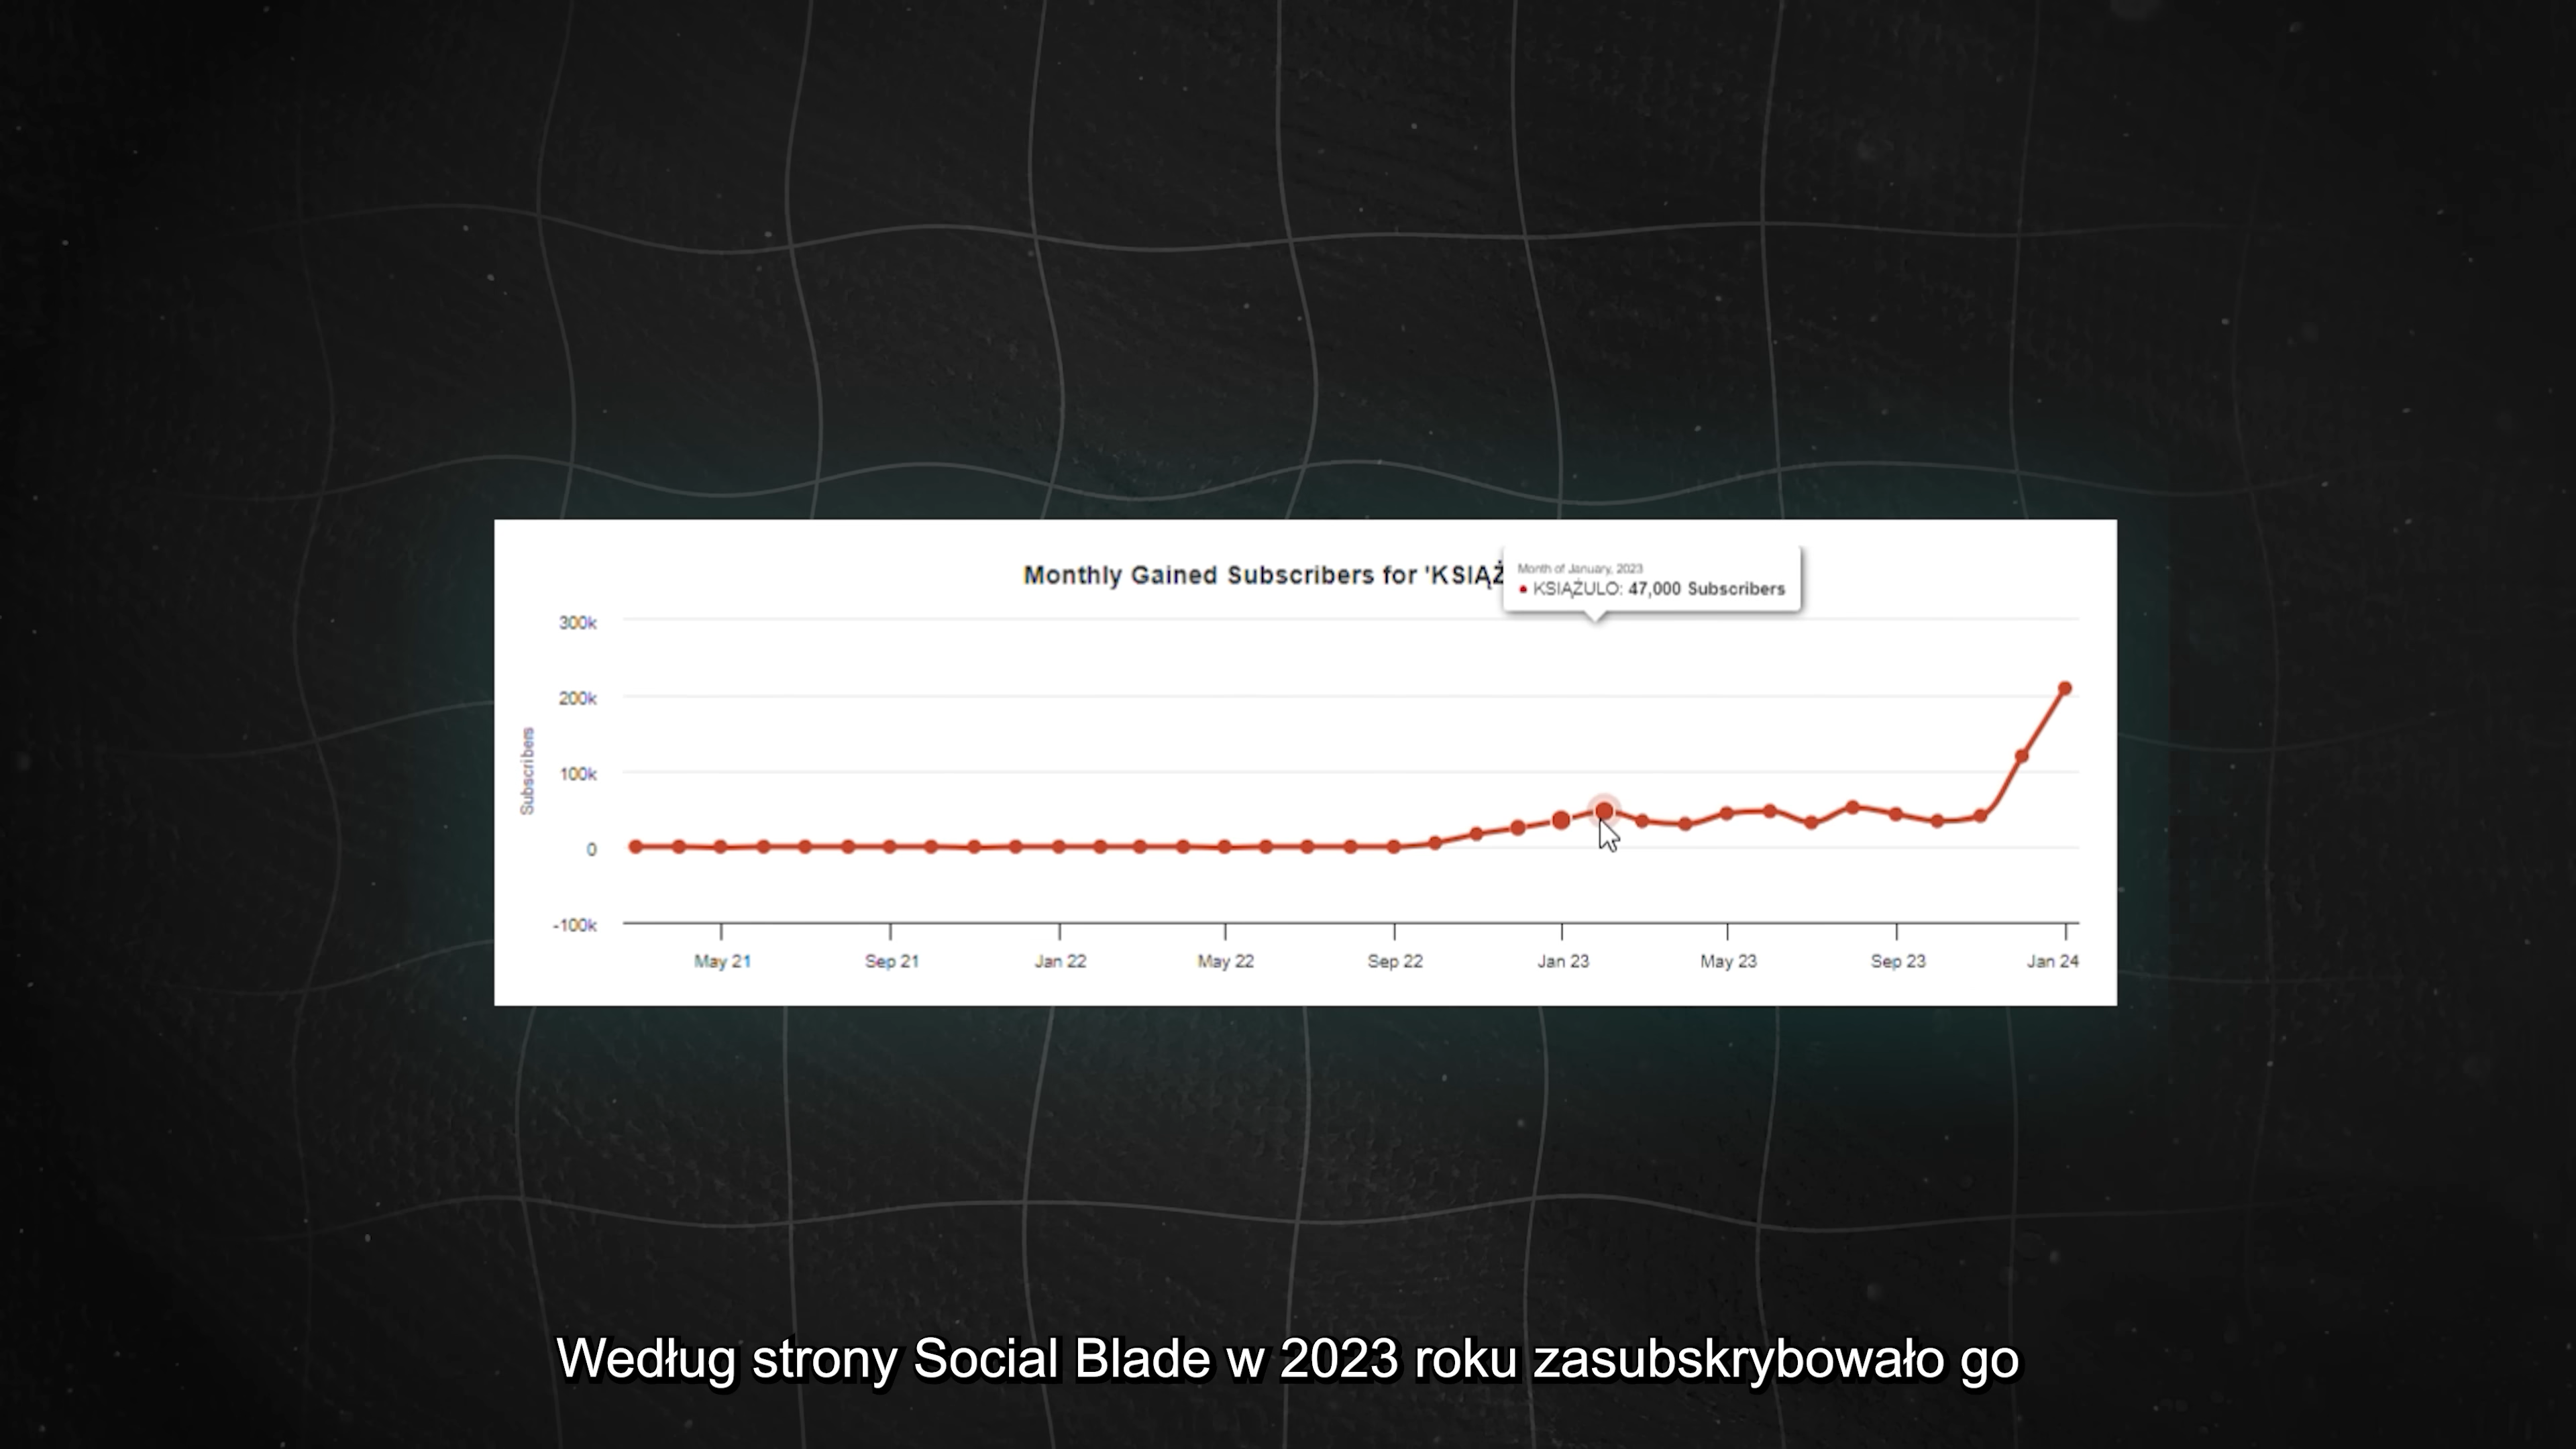 Monthly Gained Subscribers for 'KSIĄŻ
Month of January, 2023
KSIĄŻULO: 47,000 Subscribers
Subscribers
300k
200k
100k
0
-100k
May 21 Sep 21 Jan 22 May 22 Sep 22 Jan 23 May 23 Sep 23 Jan 24
Według strony Social Blade w 2023 roku zasubskrybowało go